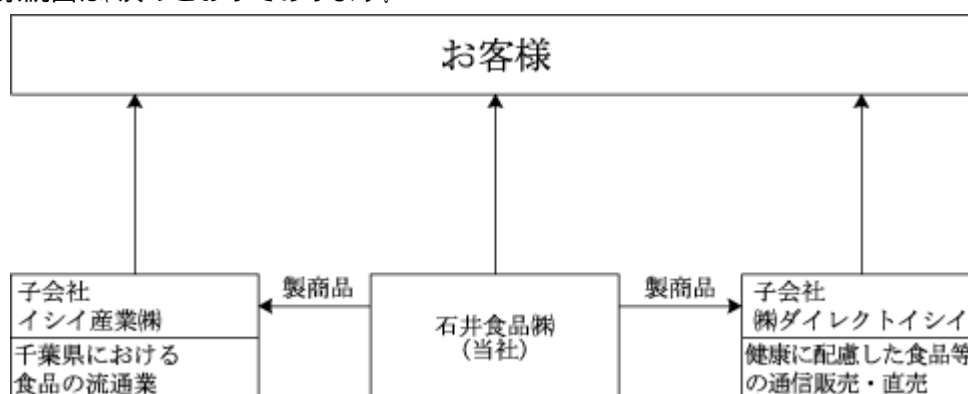 お客様
子会社
イシイ産業㈱
千葉県における
食品の流通業
製商品
石井食品㈱
(当社)
製商品
子会社
㈱ダイレクトイシイ
健康に配慮した食品等
の通信販売・直売